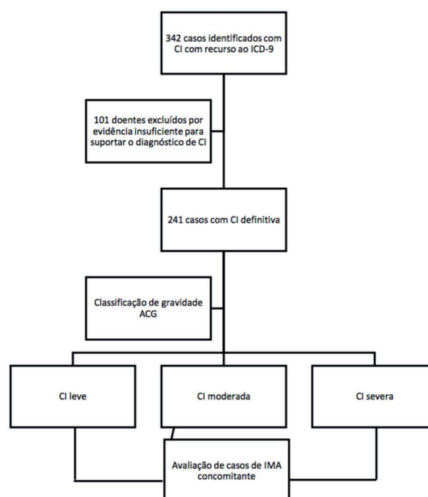 342 casos identificados com
CI com recurso ao ICD-9
101 doentes excluídos por
evidência insuficiente para
suportar o diagnóstico de CI
241 casos com CI definitiva
Classificação de gravidade
ACG
CI leve
CI moderada
CI severa
Avaliação de casos de IMA
concomitante